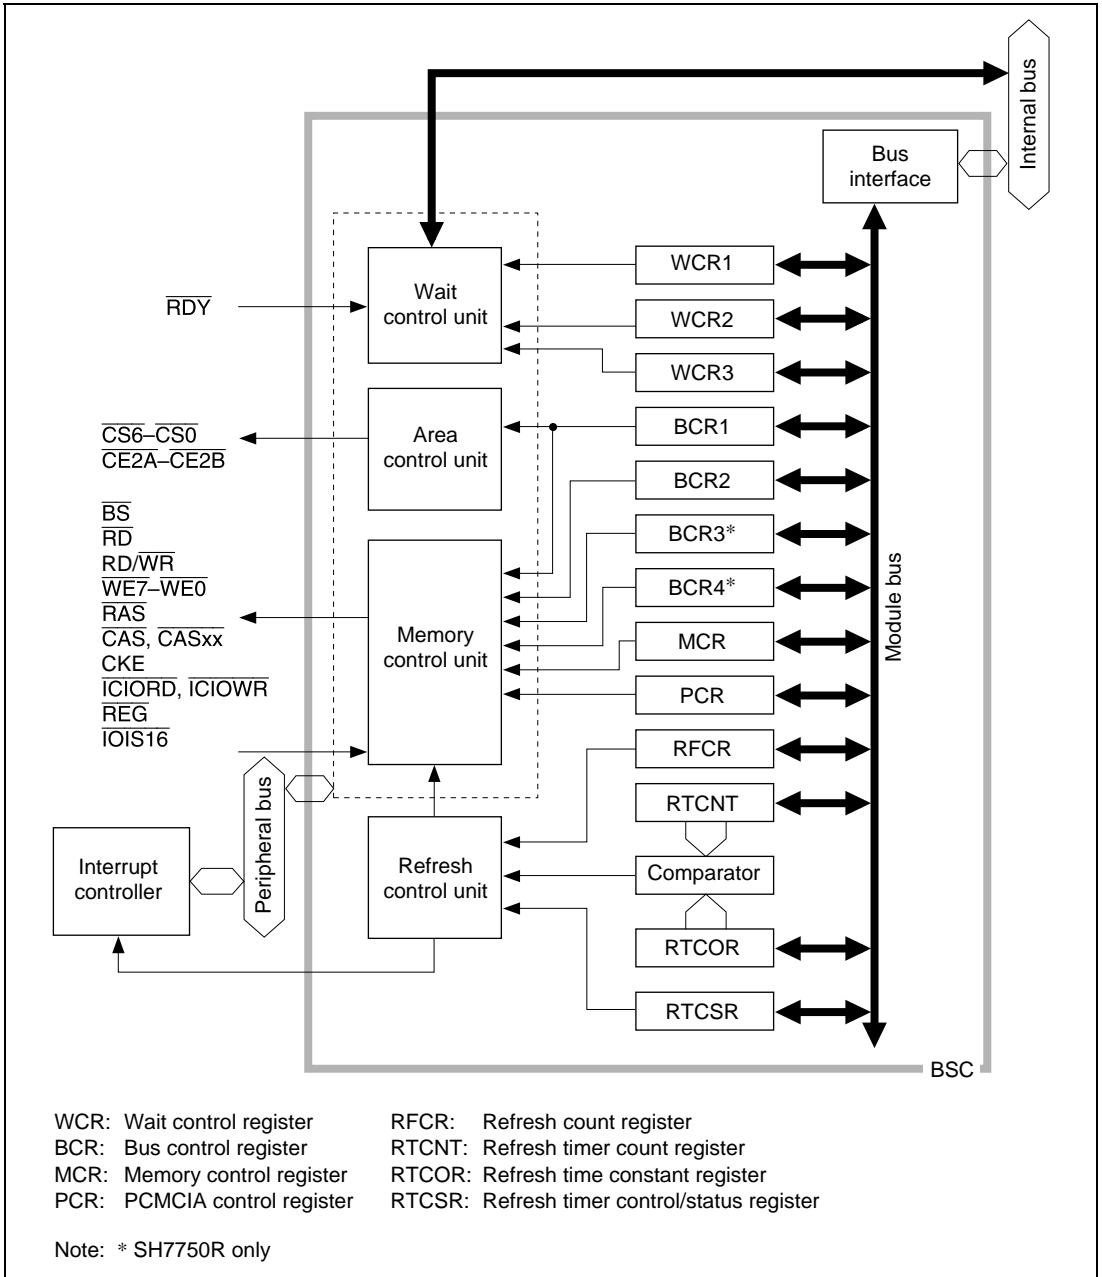 Internal bus
Bus
interface
Wait
control unit
RDY
WCR1
WCR2
WCR3
CS6–CS0
CE2A–CE2B
Area
control unit
BCR1
BCR2
BCR3*
BCR4*
MCR
PCR
RFCR
RTCNT
Comparator
RTCOR
RTCSR
Module bus
BS
RD
RD/WR
WE7–WE0
RAS
CAS, CASxx
CKE
ICIORD, ICIOWR
REG
IOIS16
Memory
control unit
Peripheral bus
Interrupt
controller
Refresh
control unit
BSC
WCR: Wait control register
BCR: Bus control register
MCR: Memory control register
PCR: PCMCIA control register
RFCR: Refresh count register
RTCNT: Refresh timer count register
RTCOR: Refresh time constant register
RTCSR: Refresh timer control/status register
Note: * SH7750R only